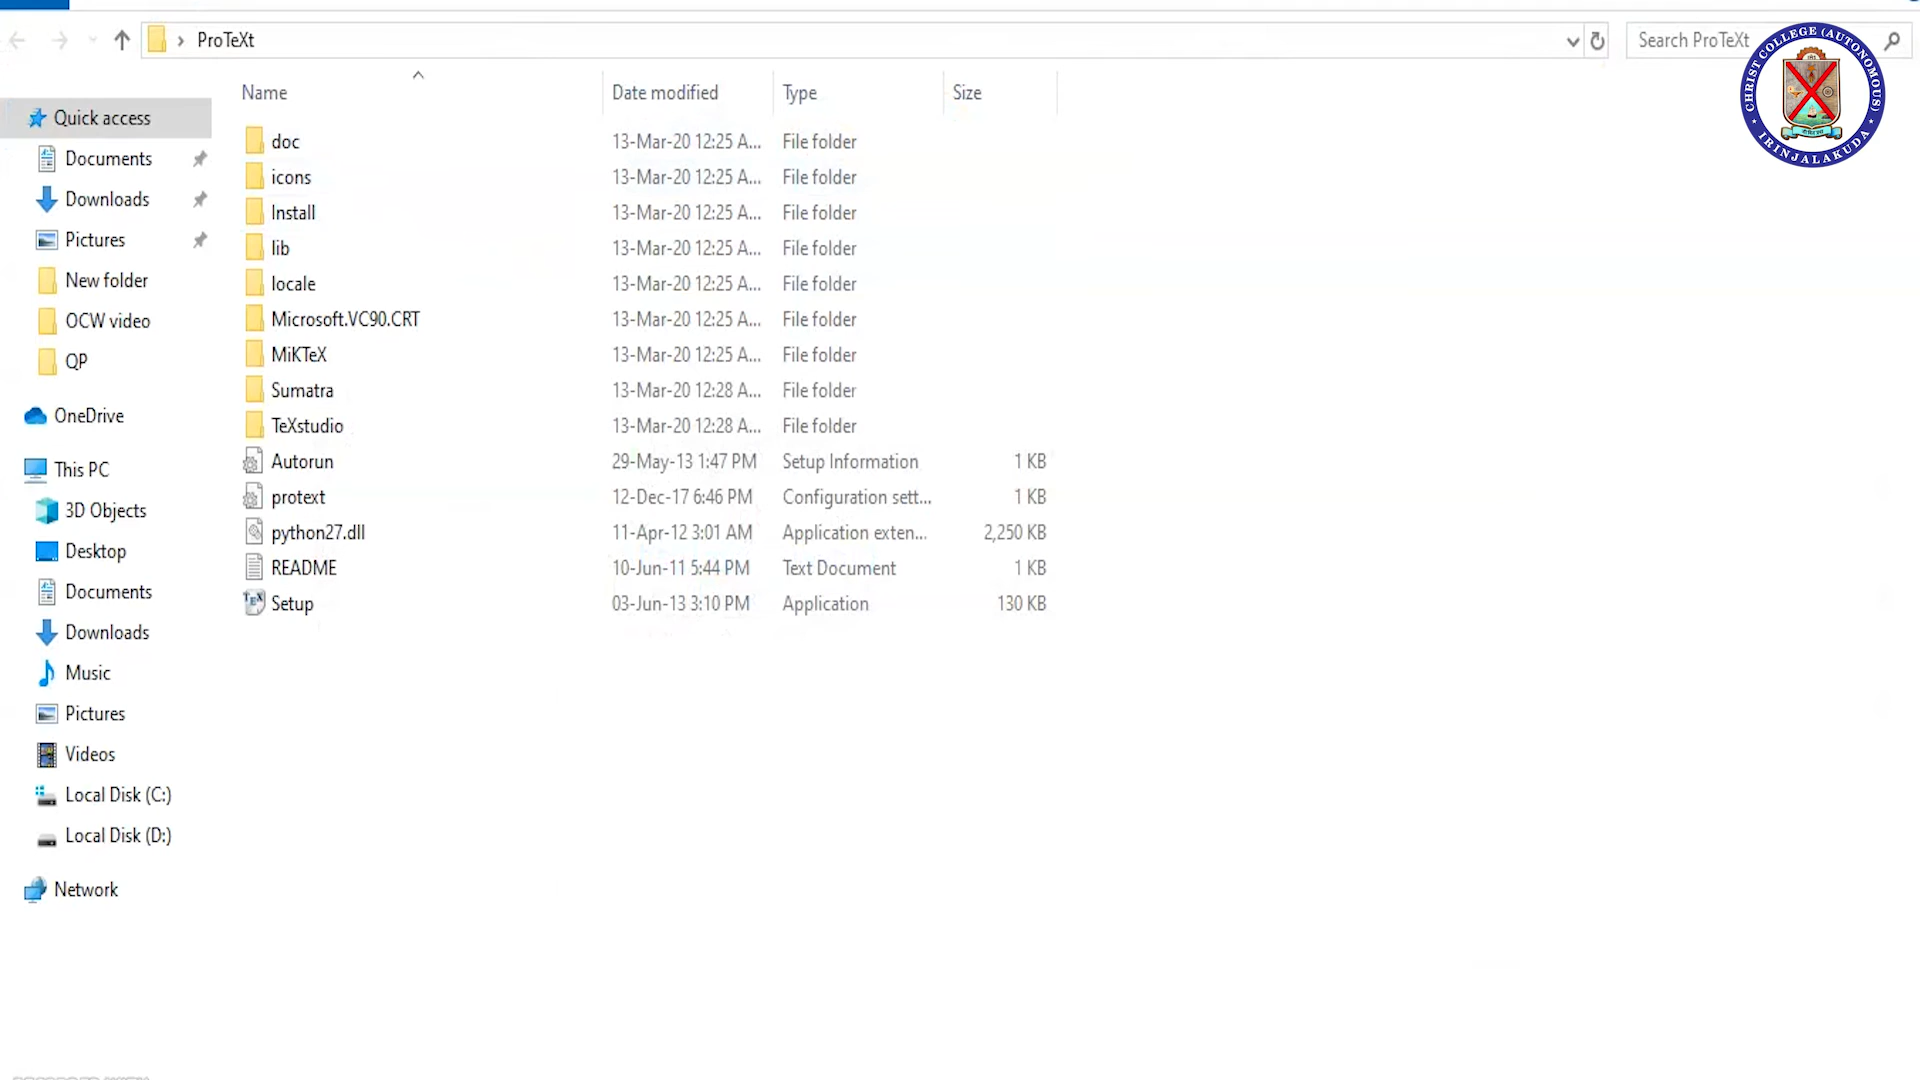 ProTeXt
Search ProTeXt
CHRIST COLLEGE (AUTONOMOUS)
IRINJALAKUDA
Name Date modified Type Size
Quick access
Documents
Downloads
Pictures
New folder
OCW video
QP
OneDrive
This PC
3D Objects
Desktop
Documents
Downloads
Music
Pictures
Videos
Local Disk (C:)
Local Disk (D:)
Network
doc 13-Mar-20 12:25 A... File folder
icons 13-Mar-20 12:25 A... File folder
Install 13-Mar-20 12:25 A... File folder
lib 13-Mar-20 12:25 A... File folder
locale 13-Mar-20 12:25 A... File folder
Microsoft.VC90.CRT 13-Mar-20 12:25 A... File folder
MiKTeX 13-Mar-20 12:25 A... File folder
Sumatra 13-Mar-20 12:28 A... File folder
TeXstudio 13-Mar-20 12:28 A... File folder
Autorun 29-May-13 1:47 PM Setup Information 1 KB
protext 12-Dec-17 6:46 PM Configuration sett... 1 KB
python27.dll 11-Apr-12 3:01 AM Application exten... 2,250 KB
README 10-Jun-11 5:44 PM Text Document 1 KB
Setup 03-Jun-13 3:10 PM Application 130 KB